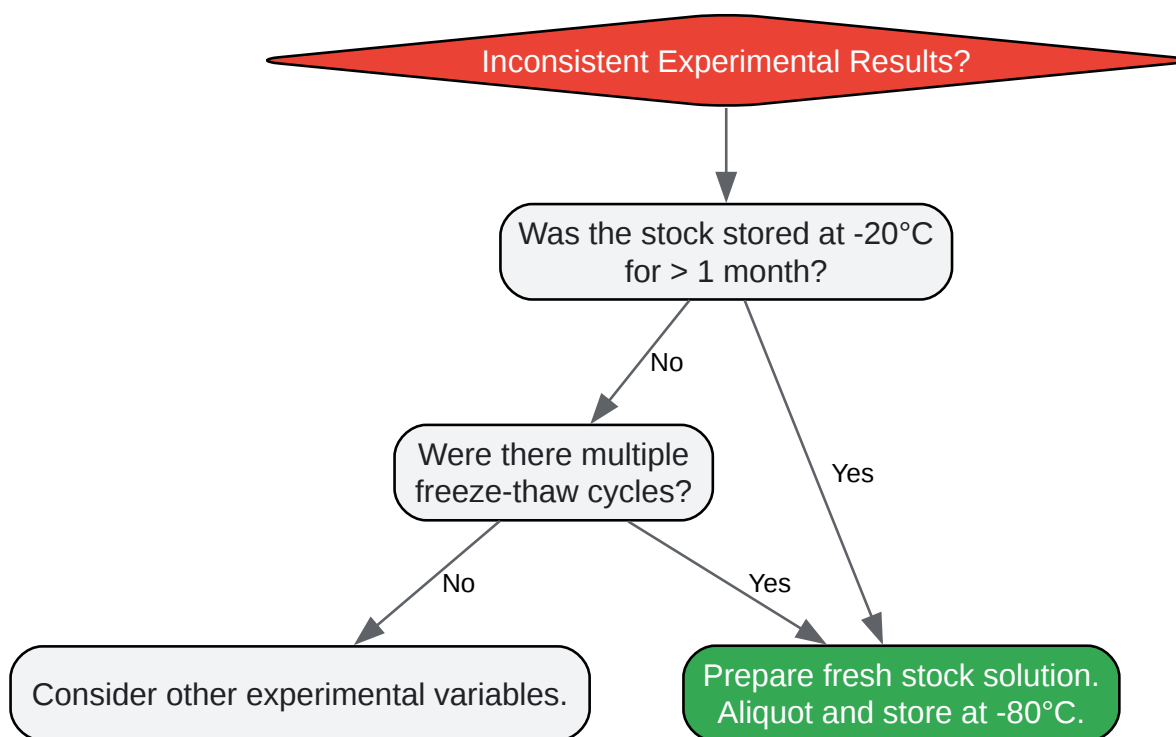 Inconsistent Experimental Results?
Was the stock stored at -20°C
for > 1 month?
No
Were there multiple
freeze-thaw cycles?
Yes
No
Yes
Consider other experimental variables.
Prepare fresh stock solution.
Aliquot and store at -80°C.